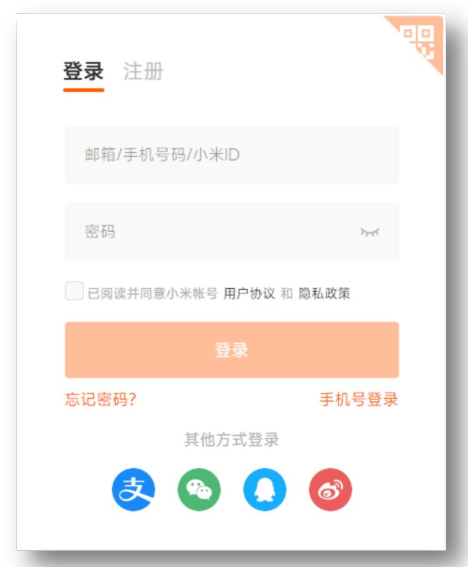 登录 注册
邮箱/手机号码/小米ID
密码
已阅读并同意小米帐号 用户协议 和 隐私政策
登录
忘记密码? 手机号登录
其他方式登录
支